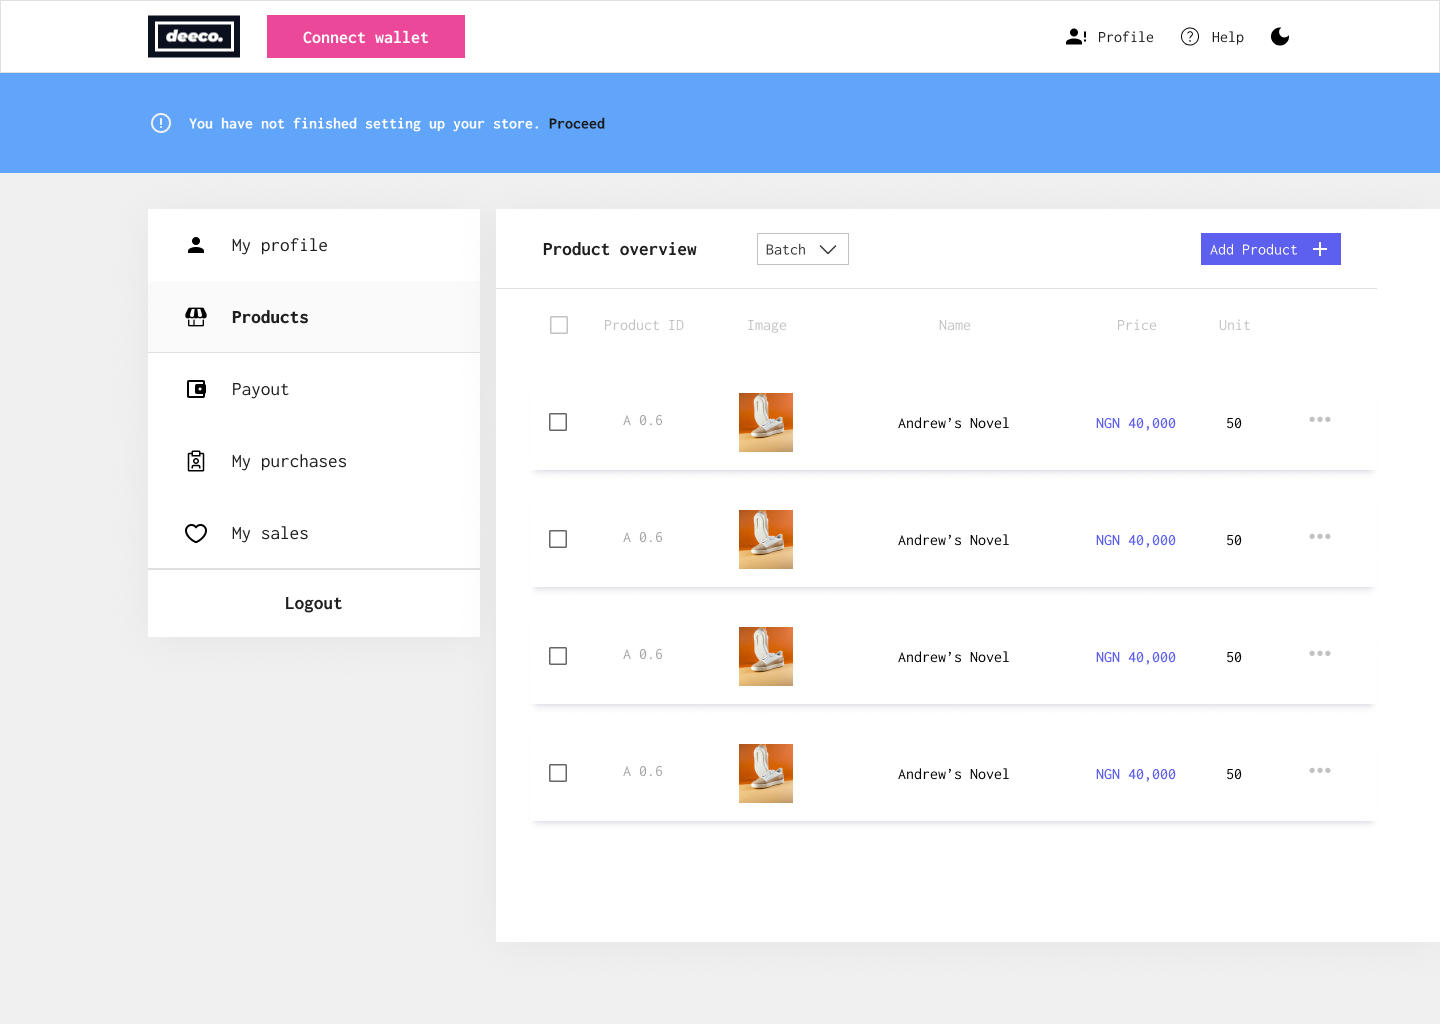 deeco.
Connect wallet
Profile
Help
You have not finished setting up your store. Proceed
My profile
Products
Payout
My purchases
My sales
Logout
Product overview
Batch
Add Product
Product ID Image Name Price Unit
A 0.6 Andrew’s Novel NGN 40,000 50
A 0.6 Andrew’s Novel NGN 40,000 50
A 0.6 Andrew’s Novel NGN 40,000 50
A 0.6 Andrew’s Novel NGN 40,000 50